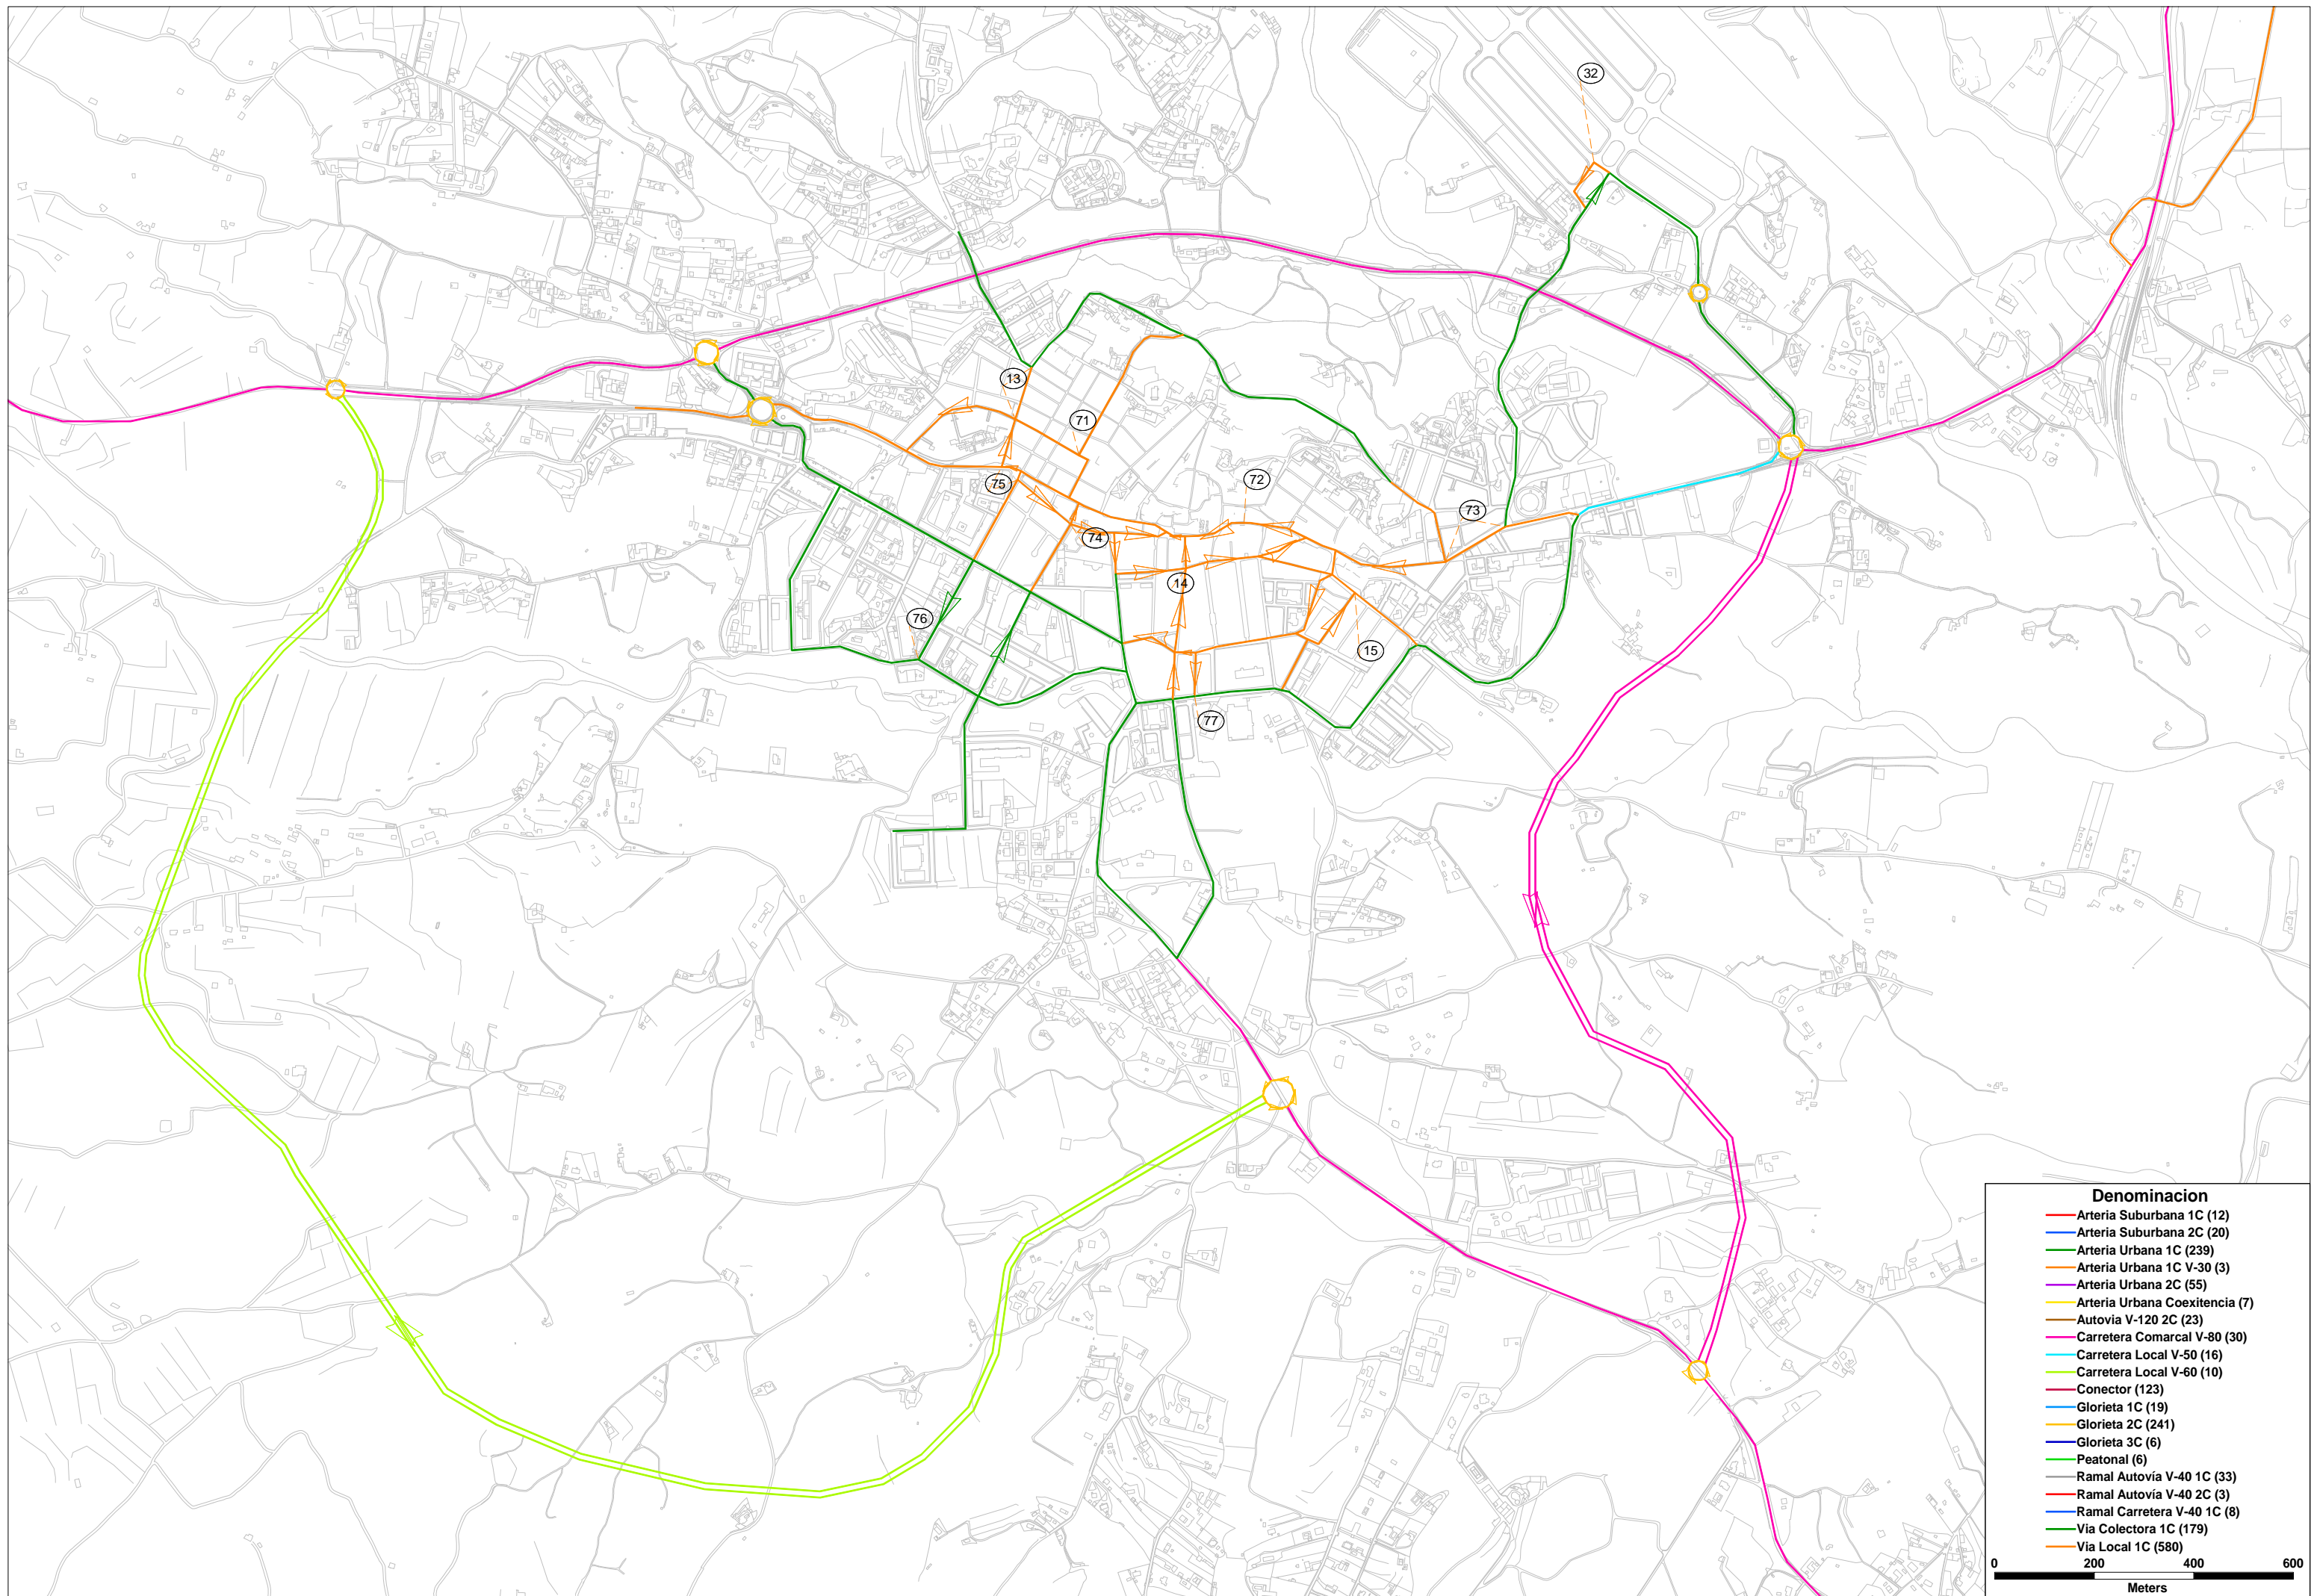 32
13
71
75
72
73
74
14
76
15
77
Denominacion
Arteria Suburbana 1C (12)
Arteria Suburbana 2C (20)
Arteria Urbana 1C (239)
Arteria Urbana 1C V-30 (3)
Arteria Urbana 2C (55)
Arteria Urbana Coexitencia (7)
Autovia V-120 2C (23)
Carretera Comarcal V-80 (30)
Carretera Local V-50 (16)
Carretera Local V-60 (10)
Conector (123)
Glorieta 1C (19)
Glorieta 2C (241)
Glorieta 3C (6)
Peatonal (6)
Ramal Autovía V-40 1C (33)
Ramal Autovía V-40 2C (3)
Ramal Carretera V-40 1C (8)
Via Colectora 1C (179)
Via Local 1C (580)
0 200 400 600
Meters